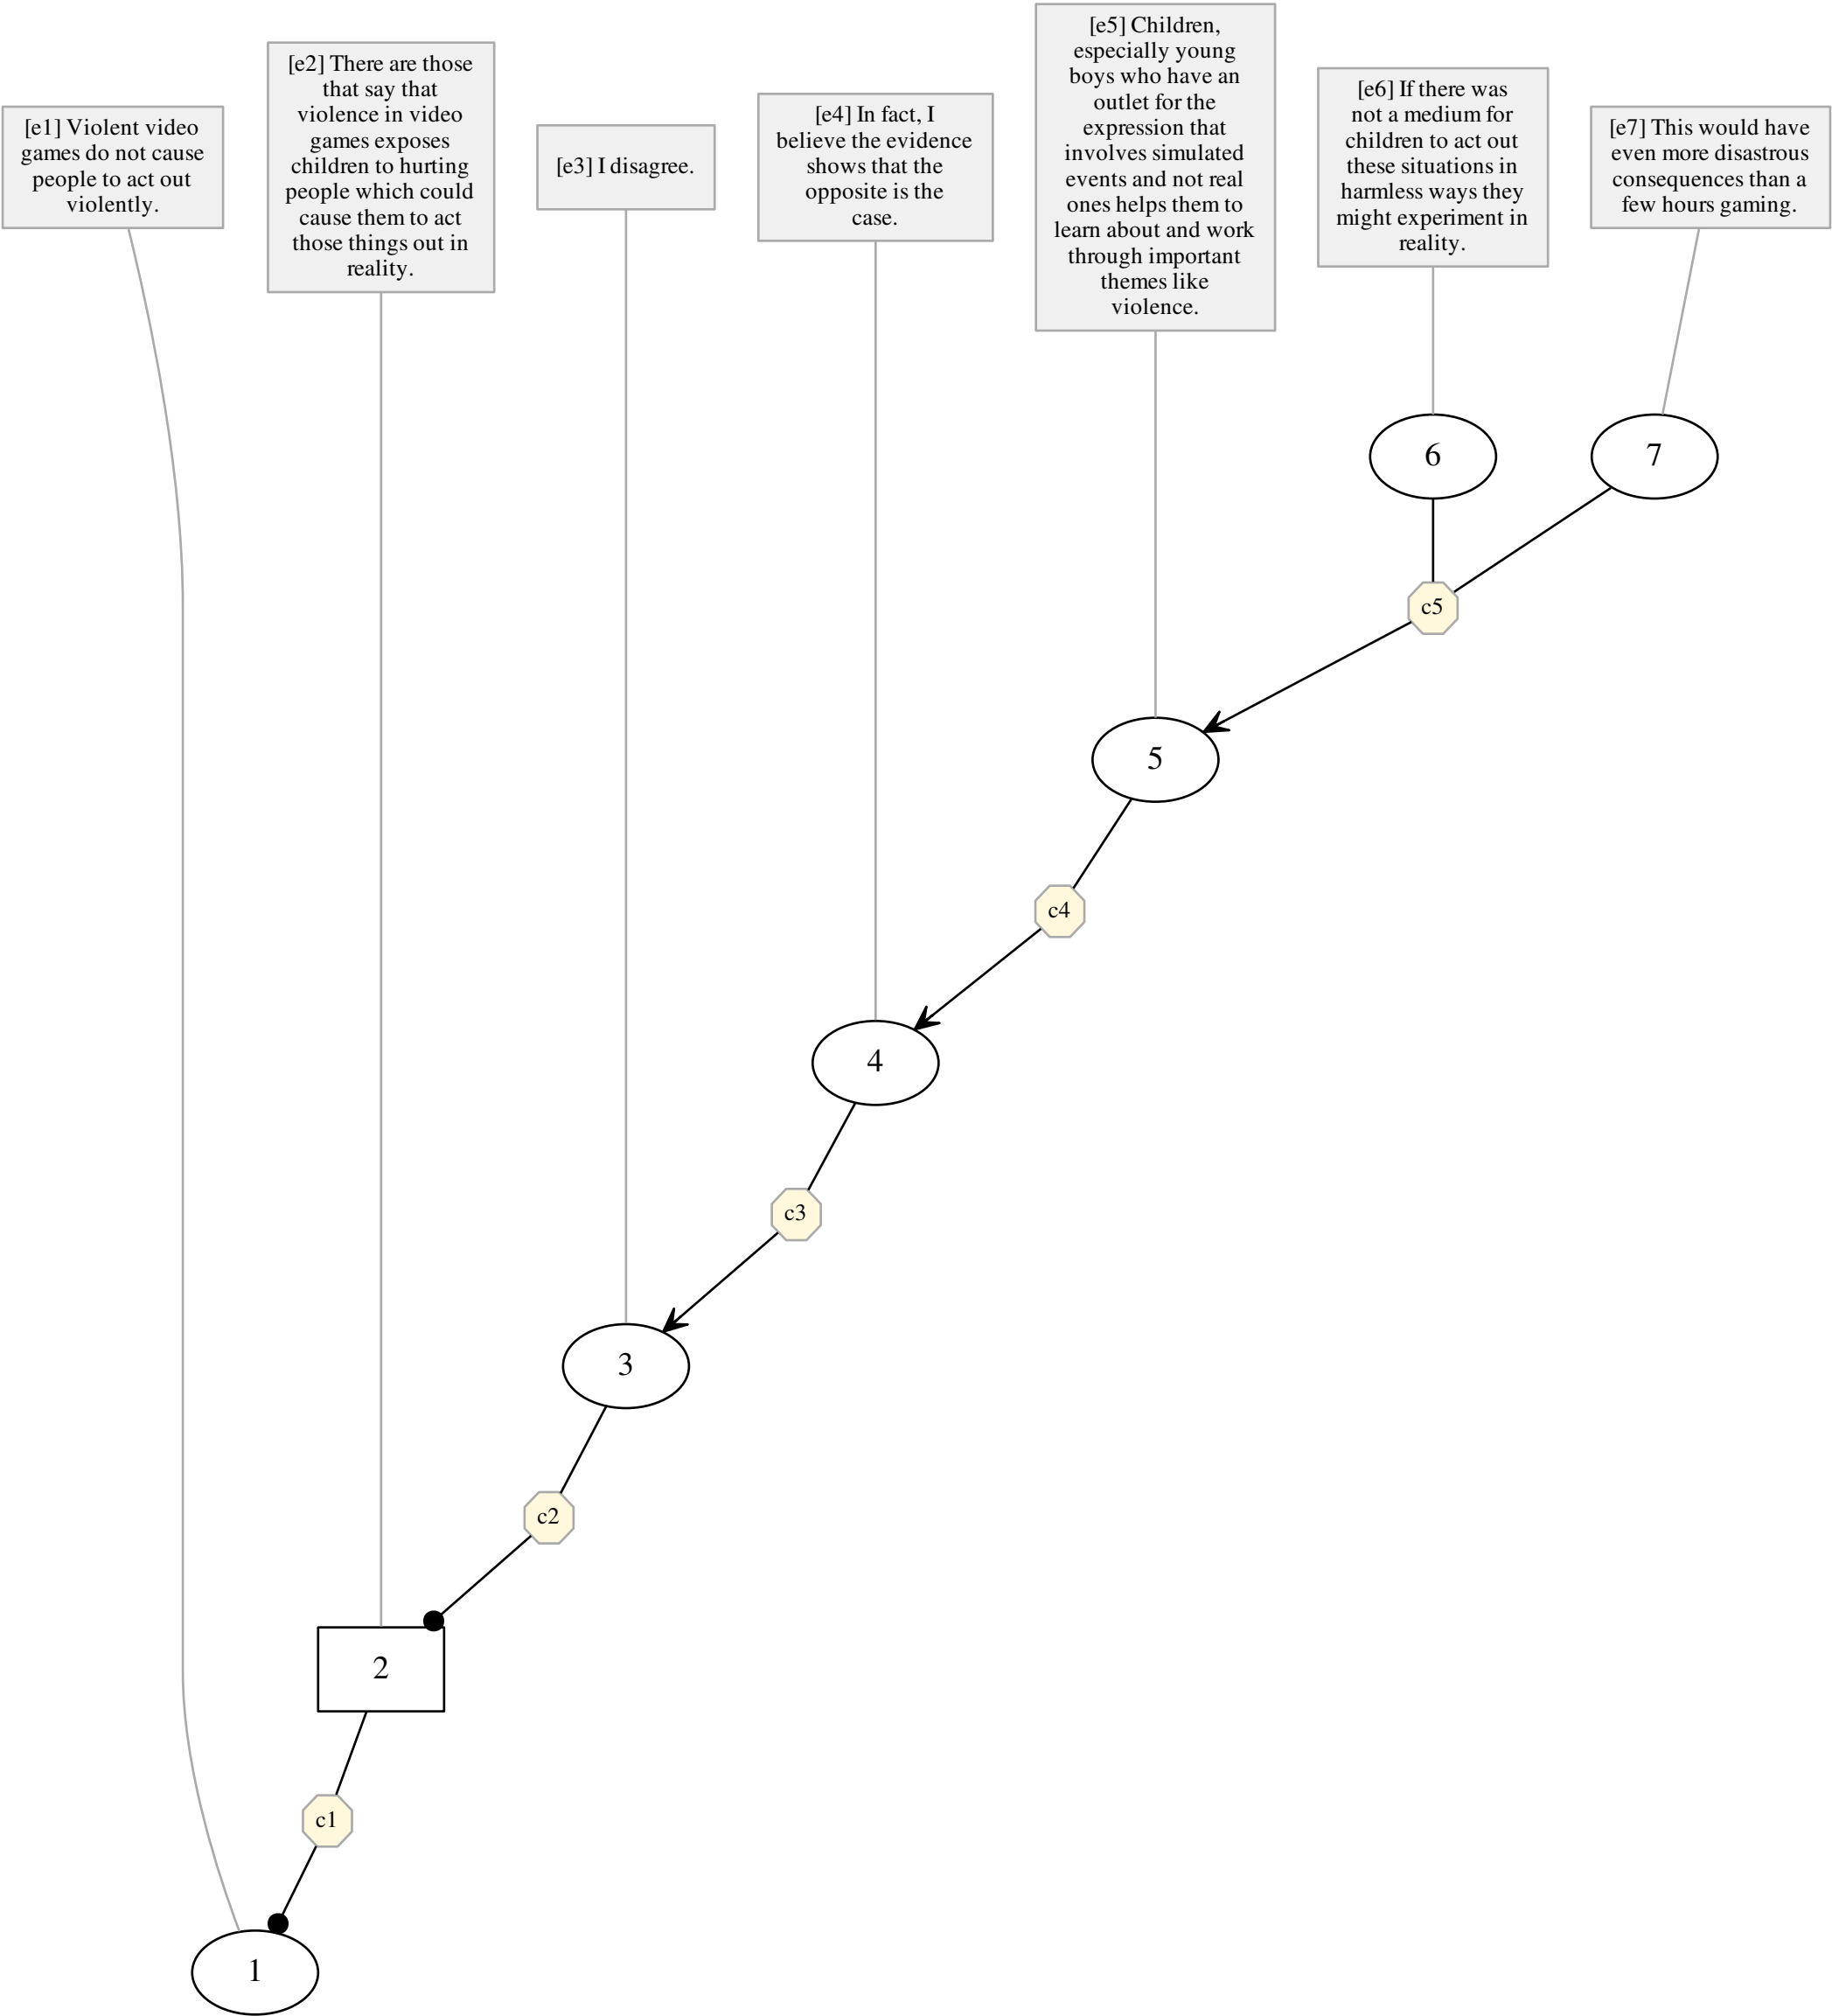 [e1] Violent video
games do not cause
people to act out
violently.
[e2] There are those
that say that
violence in video
games exposes
children to hurting
people which could
cause them to act
those things out in
reality.
[e3] I disagree.
[e4] In fact, I
believe the evidence
shows that the
opposite is the
case.
[e5] Children,
especially young
boys who have an
outlet for the
expression that
involves simulated
events and not real
ones helps them to
learn about and work
through important
themes like
violence.
[e6] If there was
not a medium for
children to act out
these situations in
harmless ways they
might experiment in
reality.
[e7] This would have
even more disastrous
consequences than a
few hours gaming.
6
7
c5
5
c4
4
c3
3
c2
2
c1
1